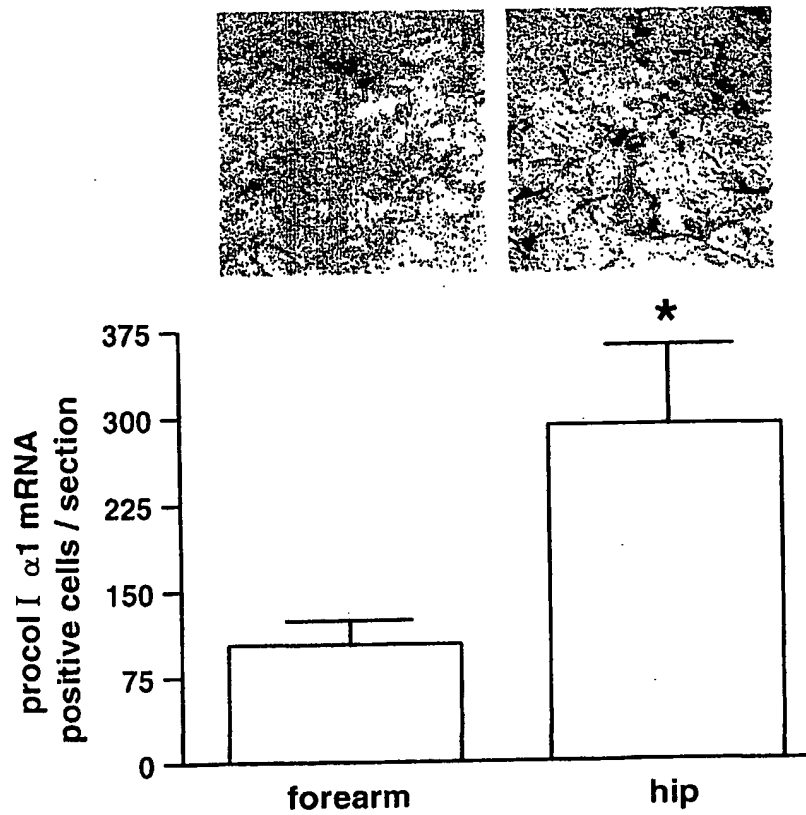 *
375
300
225
150
75
0
procol I α1 mRNA
positive cells / section
forearm
hip